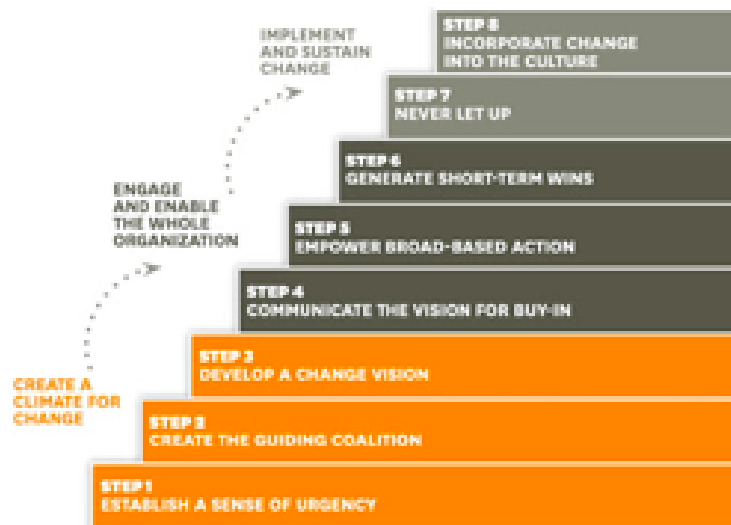 IMPLEMENT
AND SUSTAIN
CHANGE
STEP 8
INCORPORATE CHANGE
INTO THE CULTURE
STEP 7
NEVER LET UP
STEP 6
GENERATE SHORT-TERM WINS
ENGAGE
AND ENABLE
THE WHOLE
ORGANIZATION
STEP 5
EMPOWER BROAD-BASED ACTION
STEP 4
COMMUNICATE THE VISION FOR BUY-IN
STEP 3
DEVELOP A CHANGE VISION
CREATE A
CLIMATE FOR
CHANGE
STEP 2
CREATE THE GUIDING COALITION
STEP 1
ESTABLISH A SENSE OF URGENCY